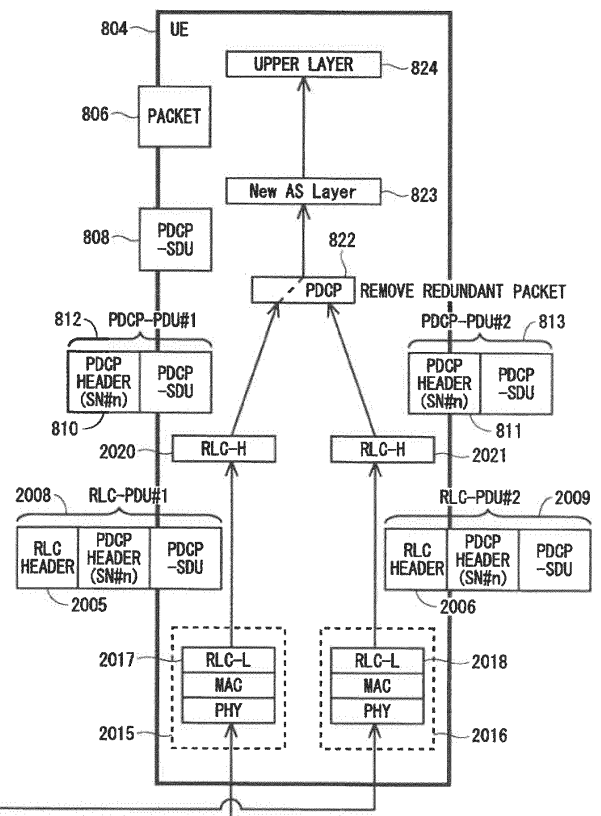 804
UE
UPPER LAYER
824
806
PACKET
New AS Layer
823
808
PDCP
-SDU
822
PDCP
REMOVE REDUNDANT PACKET
812
PDCP-PDU#1
PDCP
HEADER
(SN#n)
PDCP
-SDU
810
PDCP-PDU#2
813
PDCP
HEADER
(SN#n)
PDCP
-SDU
811
2020
RLC-H
RLC-H
2021
2008
RLC-PDU#1
RLC
HEADER
PDCP
HEADER
(SN#n)
PDCP
-SDU
2005
RLC-PDU#2
2009
RLC
HEADER
PDCP
HEADER
(SN#n)
PDCP
-SDU
2006
2017
RLC-L
MAC
PHY
2015
RLC-L
MAC
PHY
2018
2016